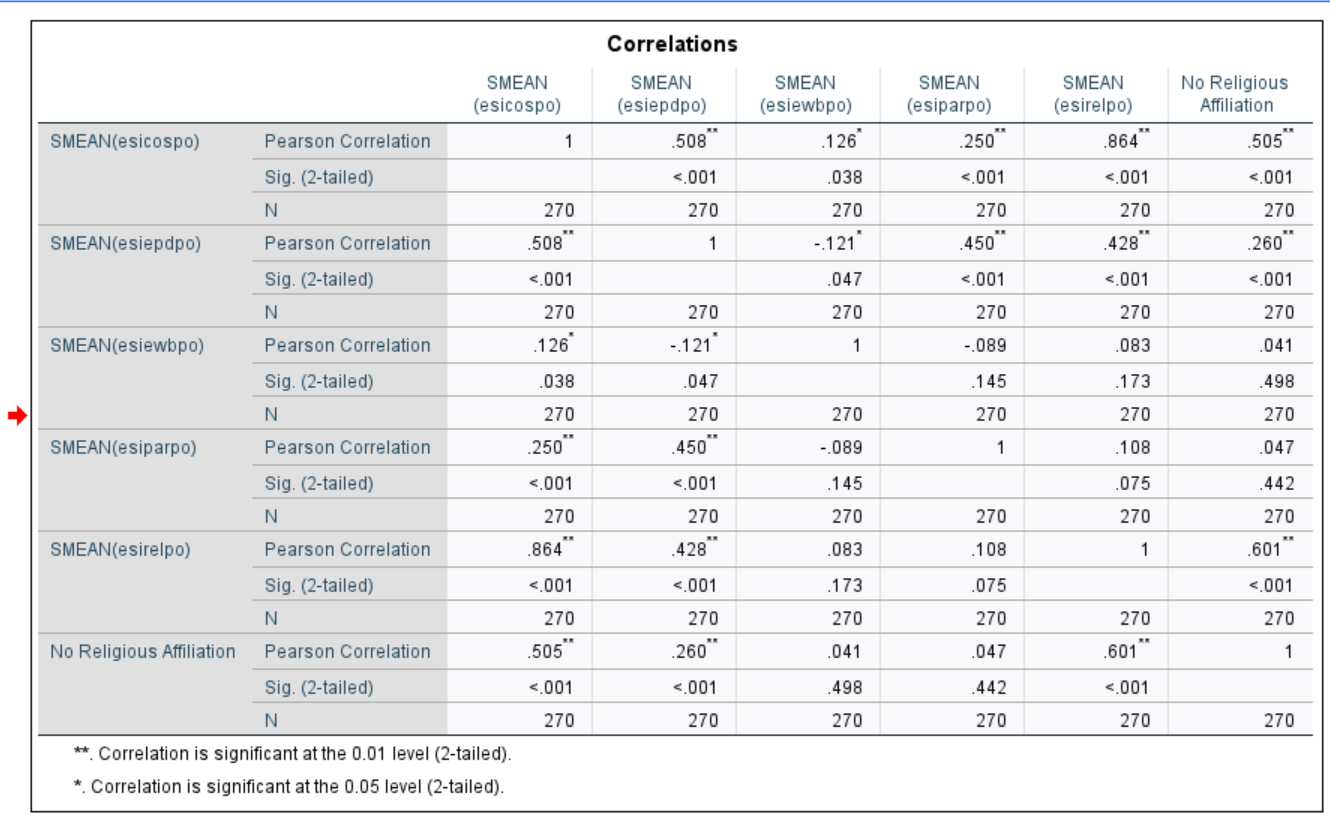 Correlations
SMEAN (esicospo) SMEAN (esiepdpo) SMEAN (esiewbpo) SMEAN (esiparpo) SMEAN (esirelpo) No Religious Affiliation
SMEAN(esicospo) Pearson Correlation 1 .508** .126* .250** .864** .505**
Sig. (2-tailed) <.001 .038 <.001 <.001 <.001
N 270 270 270 270 270 270
SMEAN(esiepdpo) Pearson Correlation .508** 1 -.121* .450** .428** .260**
Sig. (2-tailed) <.001 .047 <.001 <.001 <.001
N 270 270 270 270 270 270
SMEAN(esiewbpo) Pearson Correlation .126* -.121* 1 -.089 .083 .041
Sig. (2-tailed) .038 .047 .145 .173 .498
N 270 270 270 270 270 270
SMEAN(esiparpo) Pearson Correlation .250** .450** -.089 1 .108 .047
Sig. (2-tailed) <.001 <.001 .145 .075 .442
N 270 270 270 270 270 270
SMEAN(esirelpo) Pearson Correlation .864** .428** .083 .108 1 .601**
Sig. (2-tailed) <.001 <.001 .173 .075 <.001
N 270 270 270 270 270 270
No Religious Affiliation Pearson Correlation .505** .260** .041 .047 .601** 1
Sig. (2-tailed) <.001 <.001 .498 .442 <.001
N 270 270 270 270 270 270
**. Correlation is significant at the 0.01 level (2-tailed).
*. Correlation is significant at the 0.05 level (2-tailed).